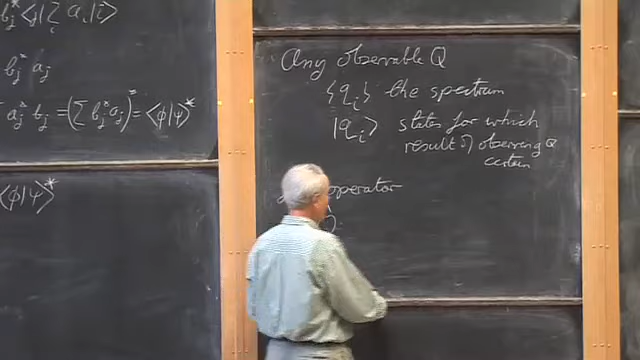 b_j^* <j| Σ_i a_i |i>
b_j^* a_j
a_j^* b_j = (Σ b_j^* a_j)^* = <φ|ψ>^*
<φ|ψ>^*
Any observable Q
{q_i} the spectrum
|q_i> states for which
result of observing Q
certain
operator